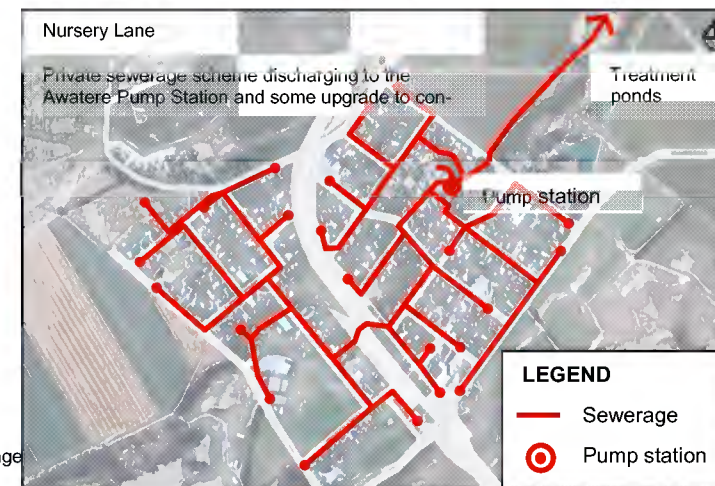 Nursery Lane
Private sewerage scheme discharging to the
Awatere Pump Station and some upgrade to con-
Treatment
ponds
Pump station
LEGEND
Sewerage
Pump station